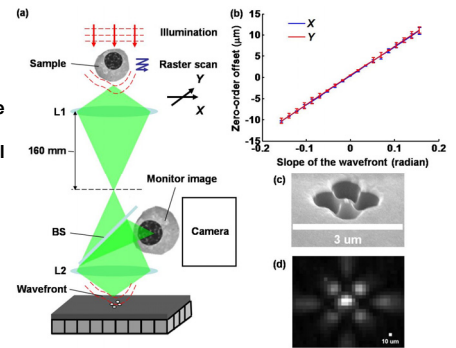 (a)
Illumination
Sample
Raster scan
Y
X
L1
160 mm
Monitor image
BS
Camera
L2
Wavefront
(b)
X
Y
Zero-order offset (μm)
15
10
5
0
-5
-10
-15
-0.2
-0.1
0
0.1
0.2
Slope of the wavefront (radian)
(c)
3 um
(d)
10 um
e
l